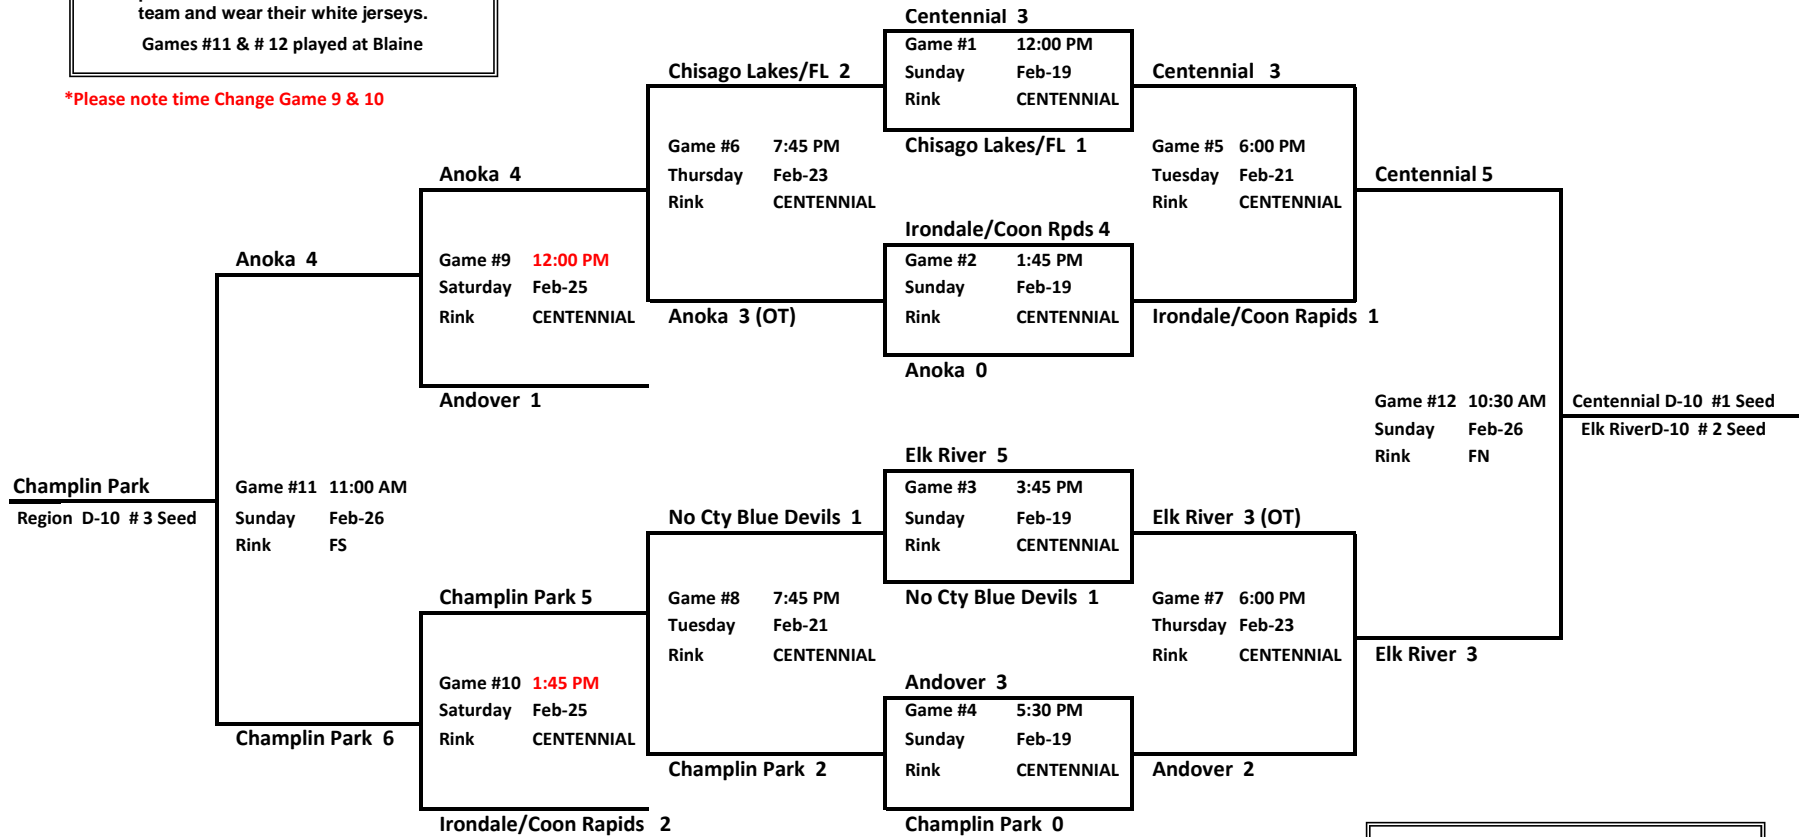 team and wear their white jerseys.
Games #11 & # 12 played at Blaine
*Please note time Change Game 9 & 10
Centennial 3
Game #1 12:00 PM
Sunday Feb-19
Rink CENTENNIAL
Chisago Lakes/FL 1
Irondale/Coon Rpds 4
Game #2 1:45 PM
Sunday Feb-19
Rink CENTENNIAL
Anoka 0
Elk River 5
Game #3 3:45 PM
Sunday Feb-19
Rink CENTENNIAL
No Cty Blue Devils 1
Andover 3
Game #4 5:30 PM
Sunday Feb-19
Rink CENTENNIAL
Champlin Park 0
Centennial 3
Game #5 6:00 PM
Tuesday Feb-21
Rink CENTENNIAL
Irondale/Coon Rapids 1
Chisago Lakes/FL 2
Game #6 7:45 PM
Thursday Feb-23
Rink CENTENNIAL
Anoka 3 (OT)
Elk River 3 (OT)
Game #7 6:00 PM
Thursday Feb-23
Rink CENTENNIAL
Andover 2
No Cty Blue Devils 1
Game #8 7:45 PM
Tuesday Feb-21
Rink CENTENNIAL
Champlin Park 2
Anoka 4
Game #9 12:00 PM
Saturday Feb-25
Rink CENTENNIAL
Andover 1
Champlin Park 5
Game #10 1:45 PM
Saturday Feb-25
Rink CENTENNIAL
Irondale/Coon Rapids 2
Anoka 4
Game #11 11:00 AM
Sunday Feb-26
Rink FS
Champlin Park 6
Champlin Park
Region D-10 # 3 Seed
Centennial 5
Game #12 10:30 AM
Sunday Feb-26
Rink FN
Elk River 3
Centennial D-10 #1 Seed
Elk RiverD-10 # 2 Seed